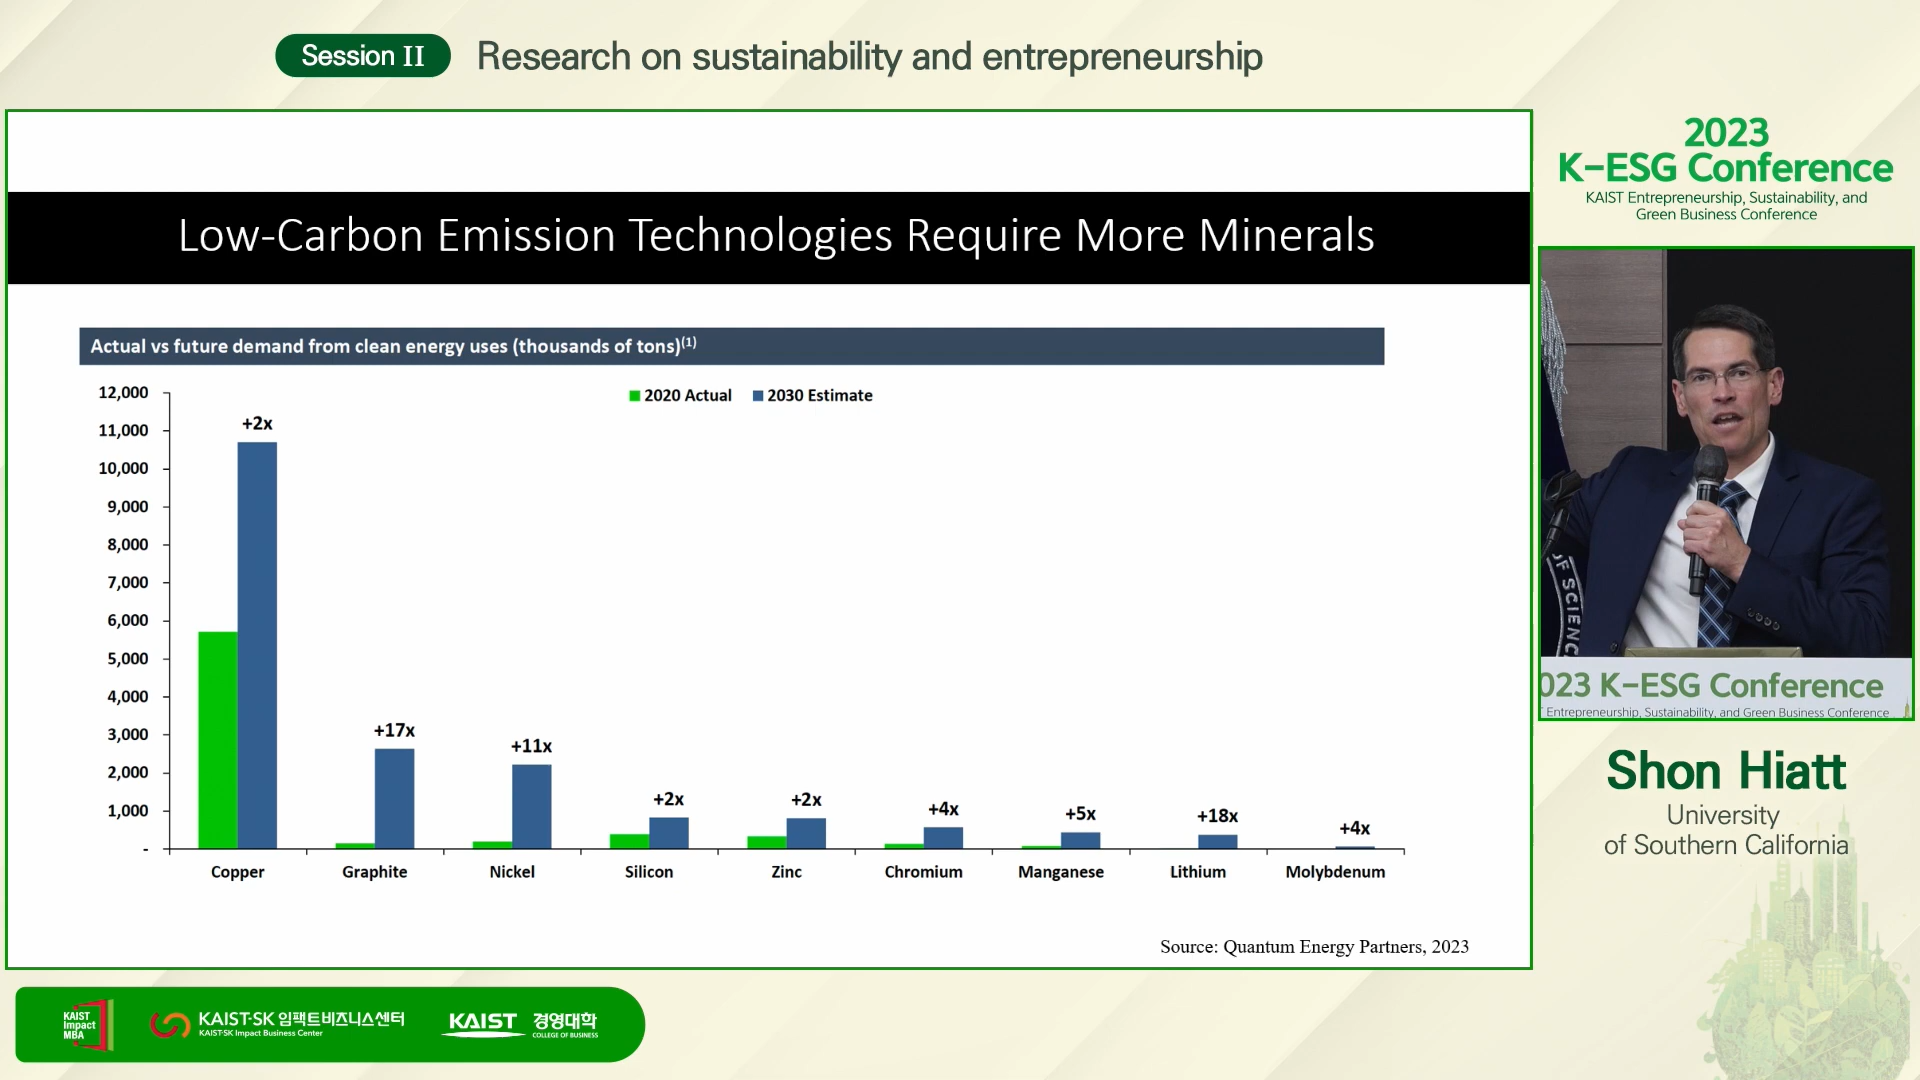 Session II
Research on sustainability and entrepreneurship
2023
K-ESG Conference
KAIST Entrepreneurship, Sustainability, and
Green Business Conference
Low-Carbon Emission Technologies Require More Minerals
Actual vs future demand from clean energy uses (thousands of tons)(1)
2020 Actual
2030 Estimate
12,000
11,000
10,000
9,000
8,000
7,000
6,000
5,000
4,000
3,000
2,000
1,000
-
+2x
+17x
+11x
+2x
+2x
+4x
+5x
+18x
+4x
Copper
Graphite
Nickel
Silicon
Zinc
Chromium
Manganese
Lithium
Molybdenum
Source: Quantum Energy Partners, 2023
OF SCIENC
023 K-ESG Conference
T Entrepreneurship, Sustainability, and Green Business Conference
Shon Hiatt
University
of Southern California
KAIST
Impact
MBA
KAIST-SK 임팩트비즈니스센터
KAIST-SK Impact Business Center
KAIST 경영대학
COLLEGE OF BUSINESS